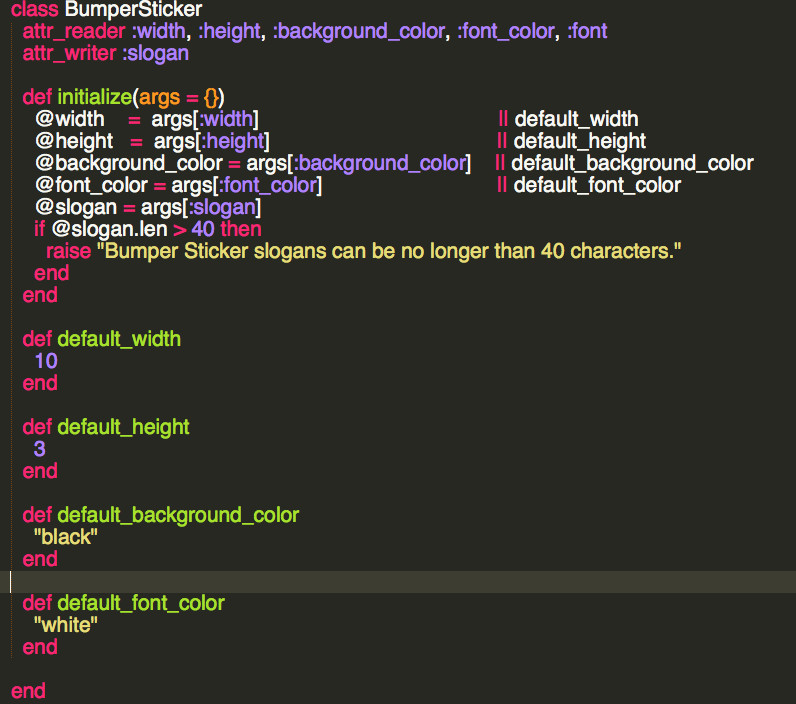 class BumperSticker
attr_reader :width, :height, :background_color, :font_color, :font
attr_writer :slogan
def initialize(args = {})
@width = args[:width] || default_width
@height = args[:height] || default_height
@background_color = args[:background_color] || default_background_color
@font_color = args[:font_color] || default_font_color
@slogan = args[:slogan]
if @slogan.len > 40 then
raise "Bumper Sticker slogans can be no longer than 40 characters."
end
end
def default_width
10
end
def default_height
3
end
def default_background_color
"black"
end
def default_font_color
"white"
end
end